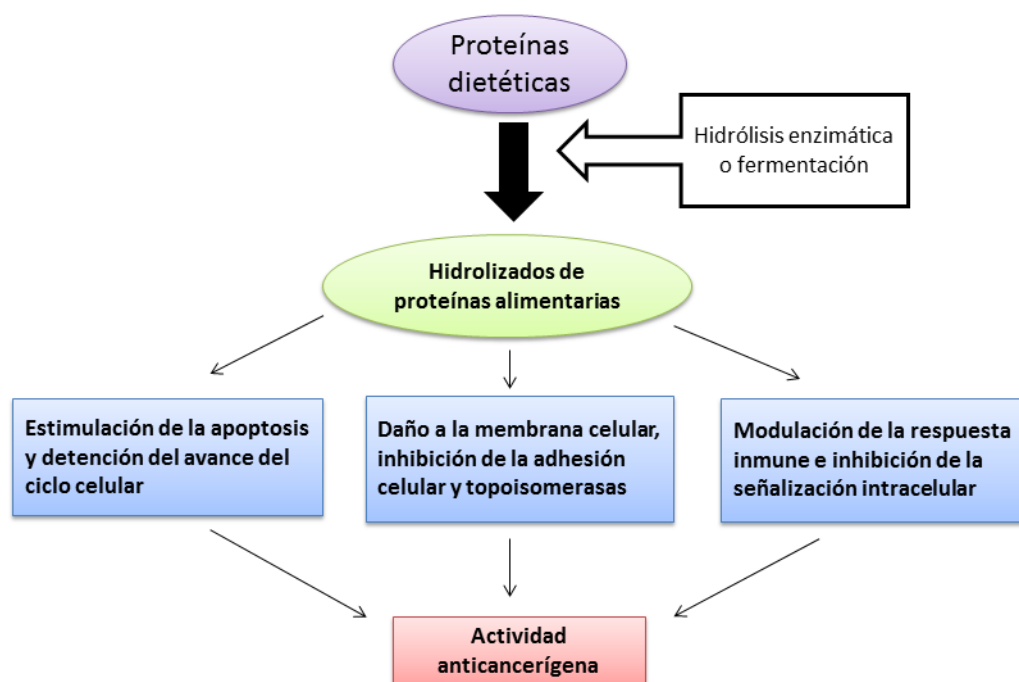 Proteínas
dietéticas
Hidrólisis enzimática
o fermentación
Hidrolizados de
proteínas alimentarias
Estimulación de la apoptosis
y detención del avance del
ciclo celular
Daño a la membrana celular,
inhibición de la adhesión
celular y topoisomerasas
Modulación de la respuesta
inmune e inhibición de la
señalización intracelular
Actividad
anticancerígena